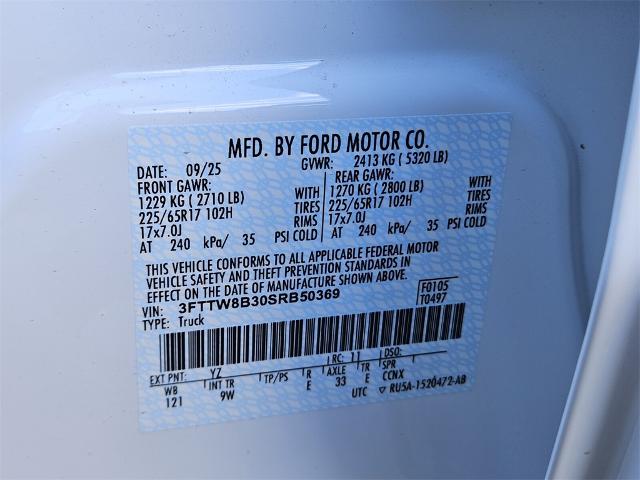 MFD. BY FORD MOTOR CO.
DATE: 09/25 GVWR: 2413 KG ( 5320 LB)
FRONT GAWR: REAR GAWR:
1229 KG ( 2710 LB) WITH 1270 KG ( 2800 LB) WITH
225/65R17 102H TIRES 225/65R17 102H TIRES
17x7.0J RIMS 17x7.0J RIMS
AT 240 kPa/ 35 PSI COLD AT 240 kPa/ 35 PSI COLD
THIS VEHICLE CONFORMS TO ALL APPLICABLE FEDERAL MOTOR
VEHICLE SAFETY AND THEFT PREVENTION STANDARDS IN
EFFECT ON THE DATE OF MANUFACTURE SHOWN ABOVE.
VIN: 3FTTW8B30SRB50369 F0105
TYPE: Truck T0497
EXT PNT: YZ RC: 11 DSO:
WB INT TR TP/PS R AXLE TR SPR
121 9W E 33 E CCNX
UTC ▽ RU5A-1520472-AB